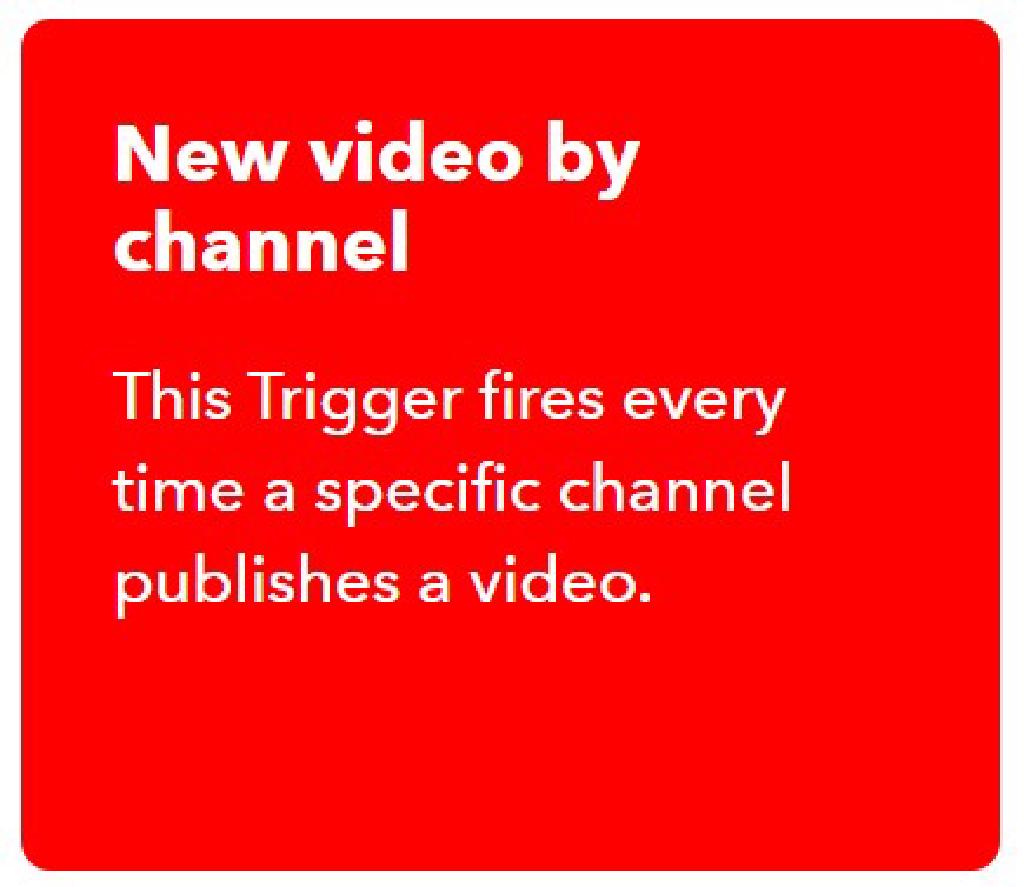 New video by
channel
This Trigger fires every
time a specific channel
publishes a video.